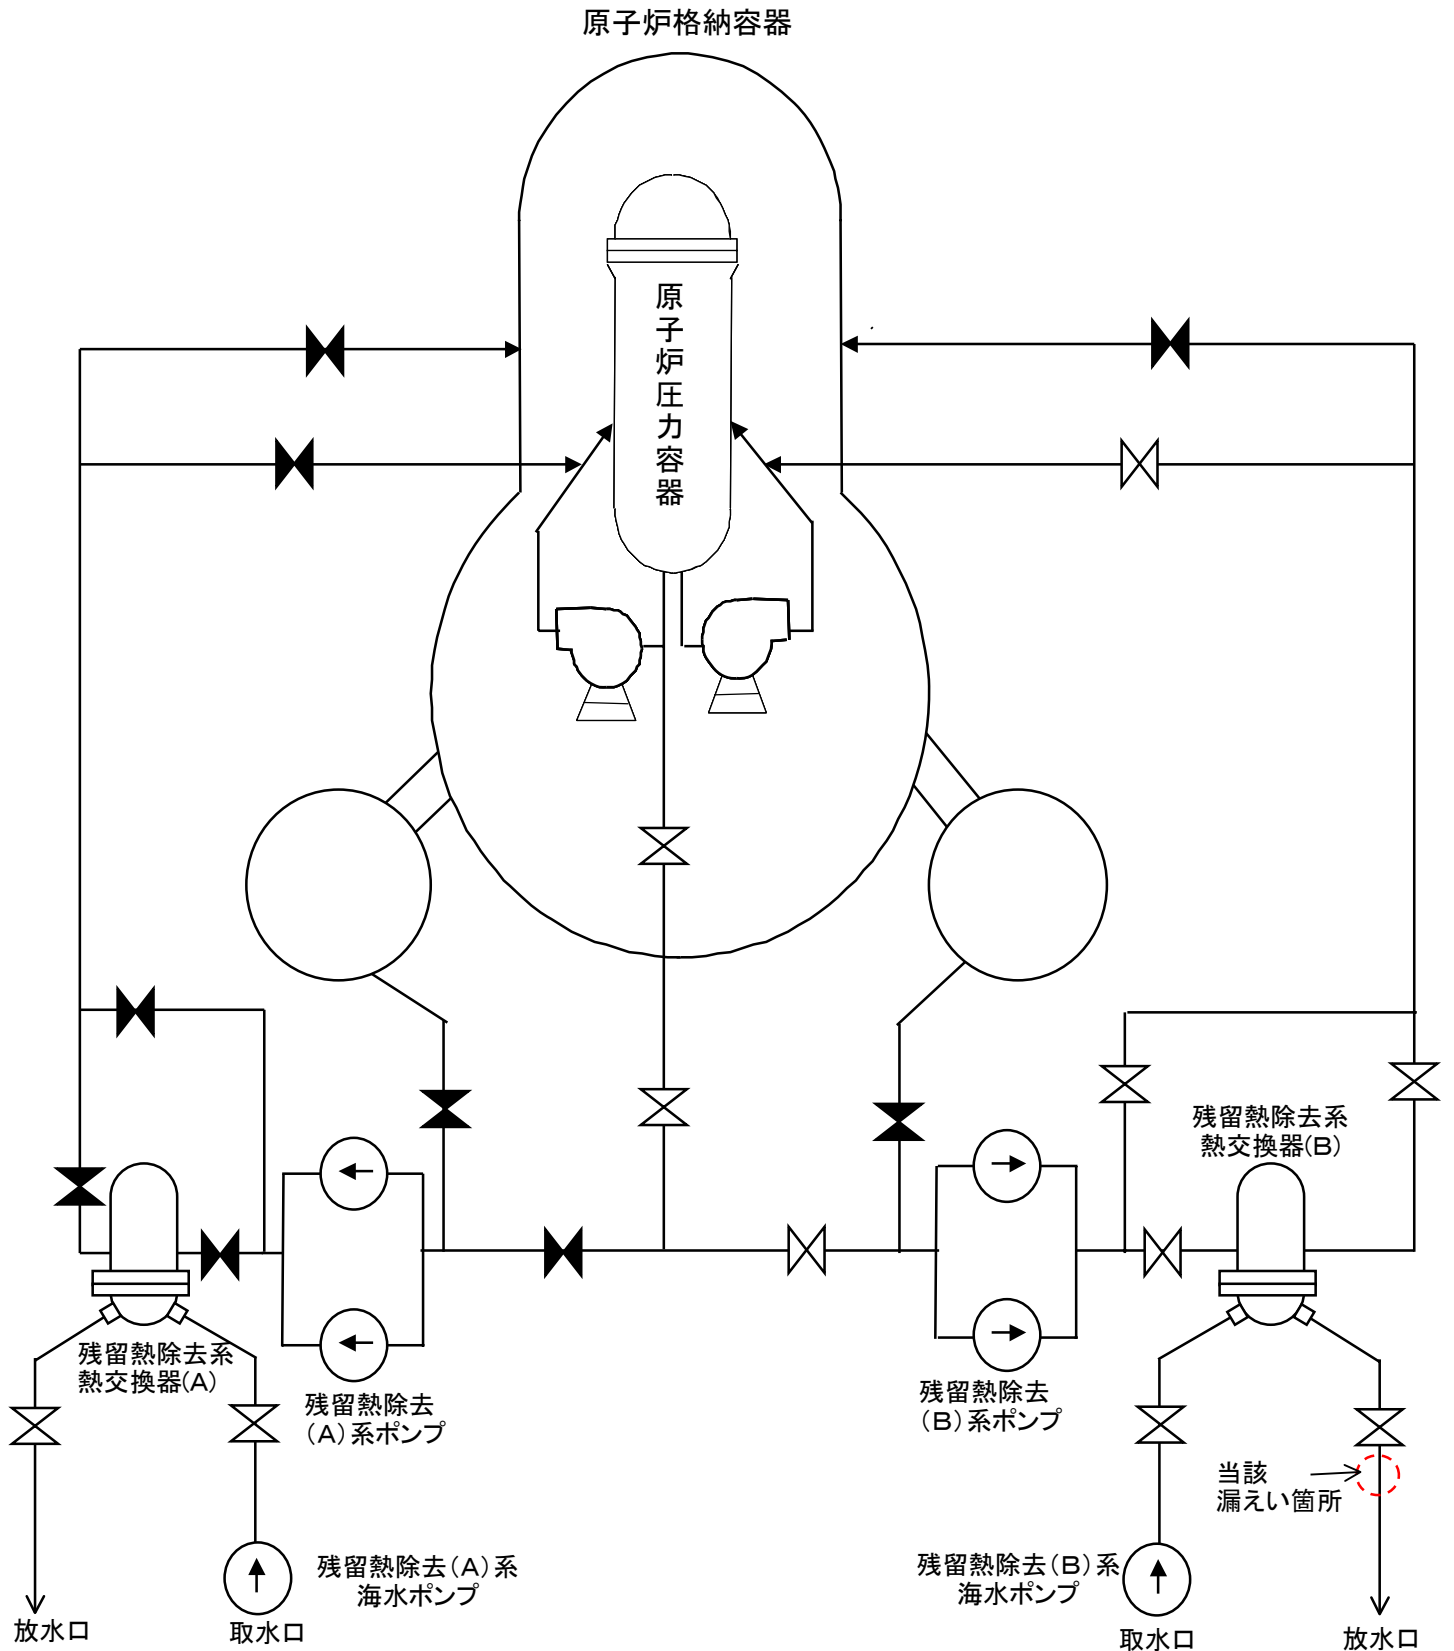 原子炉格納容器
原子炉圧力容器
残留熱除去系
熱交換器(B)
残留熱除去系
熱交換器(A)
残留熱除去
(A)系ポンプ
残留熱除去
(B)系ポンプ
当該
漏えい箇所
残留熱除去(A)系
海水ポンプ
残留熱除去(B)系
海水ポンプ
放水口
取水口
取水口
放水口